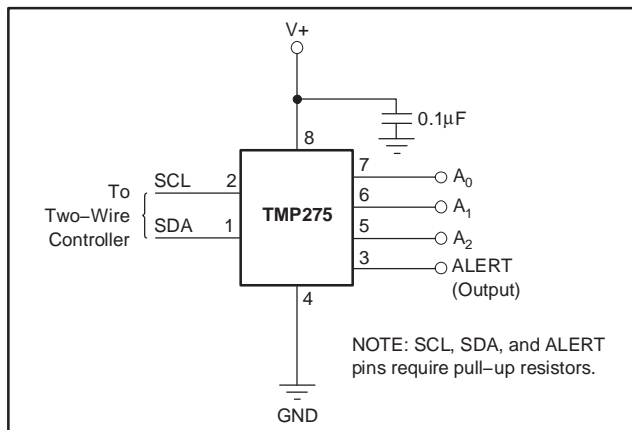 V+
8
0.1µF
To
Two–Wire
Controller
SCL
2
SDA
1
TMP275
7
A0
6
A1
5
A2
3
ALERT
(Output)
4
GND
NOTE: SCL, SDA, and ALERT
pins require pull–up resistors.